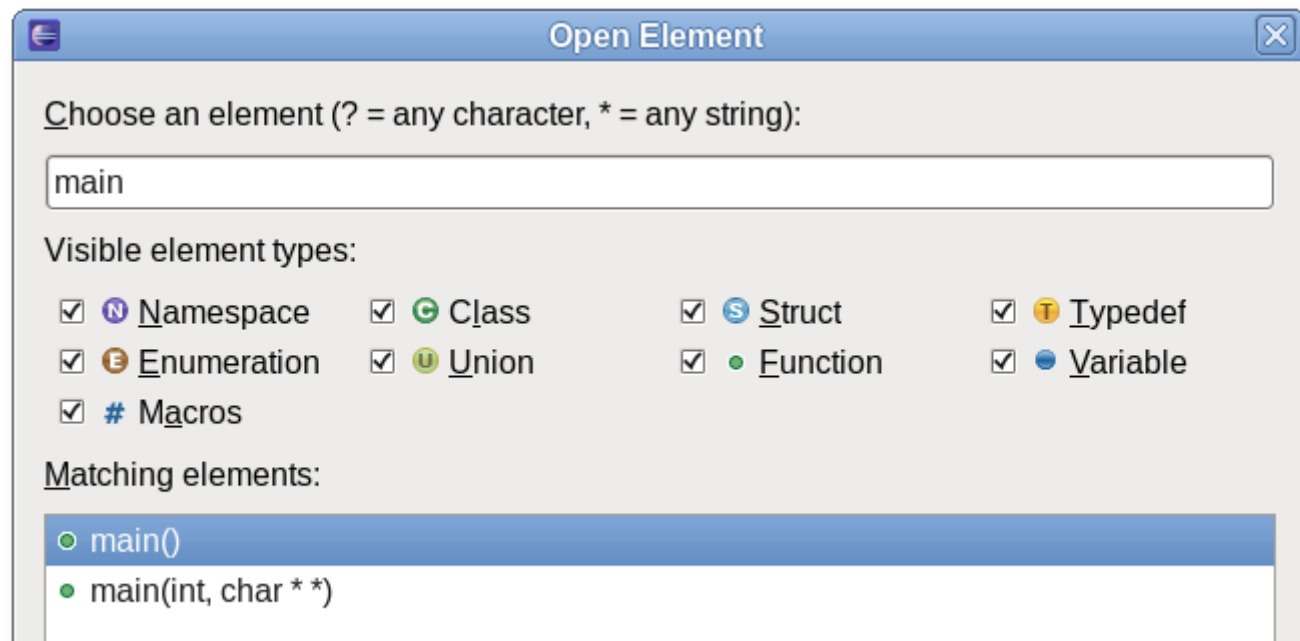 Open Element
Choose an element (? = any character, * = any string):
main
Visible element types:
N Namespace C Class S Struct T Typedef
E Enumeration U Union Function Variable
# Macros
Matching elements:
main()
main(int, char * *)